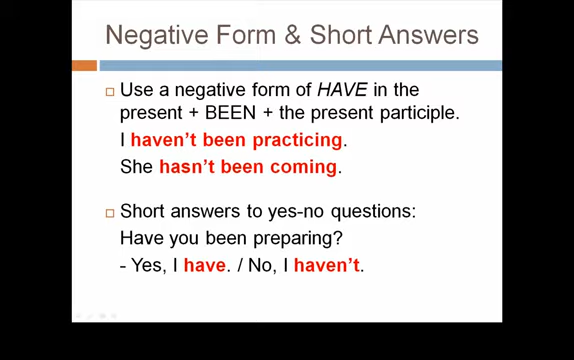 Negative Form & Short Answers
Use a negative form of HAVE in the
present + BEEN + the present participle.
I haven't been practicing.
She hasn't been coming.
Short answers to yes-no questions:
Have you been preparing?
- Yes, I have. / No, I haven't.